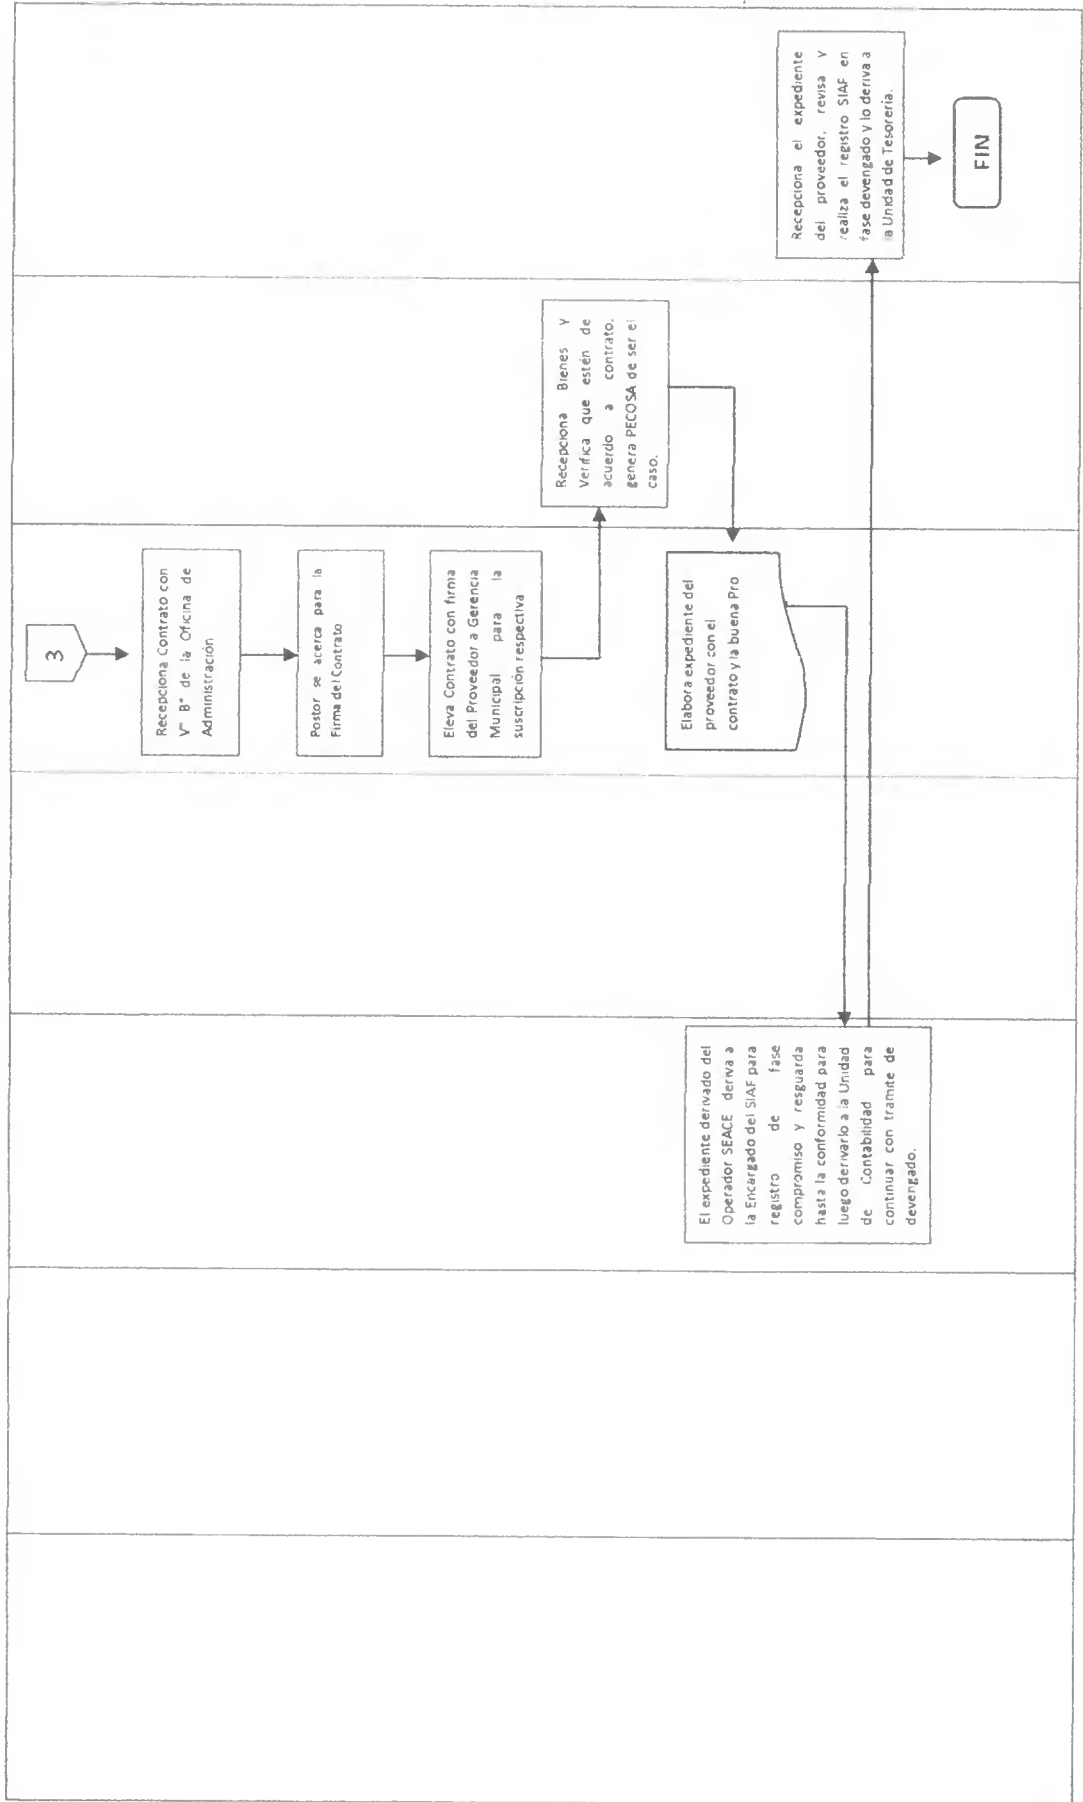 3
Recepciona Contrato con
V° B° de la Oficina de
Administración
Postor se acerca para la
Firma del Contrato
Eleva Contrato con firma
del Proveedor a Gerencia
Municipal para la
suscripción respectiva
Recepciona Bienes y
Verifica que estén de
acuerdo a contrato.
genera PECOSA de ser el
caso.
Elabora expediente del
proveedor con el
contrato y la buena Pro
El expediente derivado del
Operador SEACE deriva a
la Encargado del SIAF para
registro de fase
compromiso y resguarda
hasta la conformidad para
luego derivarlo a la Unidad
de Contabilidad para
continuar con tramite de
devengado.
Recepciona el expediente
del proveedor, revisa y
realiza el registro SIAF en
fase devengado y lo deriva a
la Unidad de Tesorería.
FIN